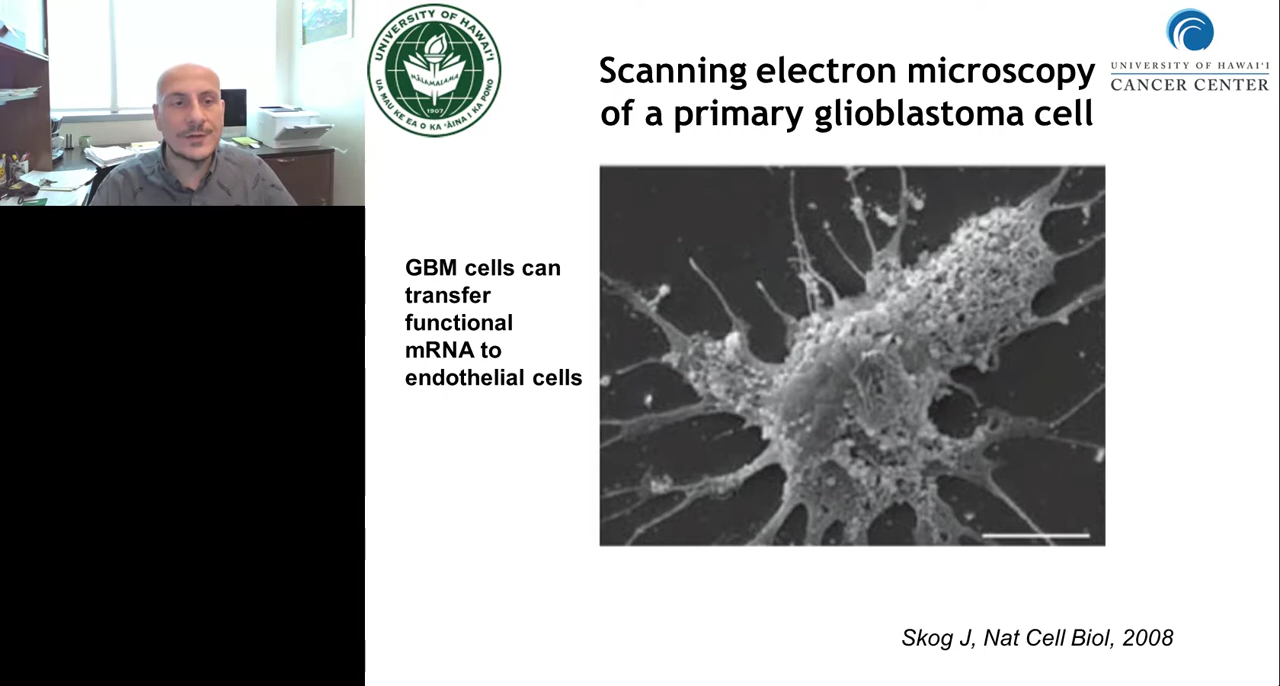 UNIVERSITY OF HAWAI‘I
MĀLAMALAMA
UA MAU KE EA O KA ‘ĀINA I KA PONO
1907
Scanning electron microscopy
of a primary glioblastoma cell
UNIVERSITY OF HAWAI‘I
CANCER CENTER
GBM cells can
transfer
functional
mRNA to
endothelial cells
Skog J, Nat Cell Biol, 2008